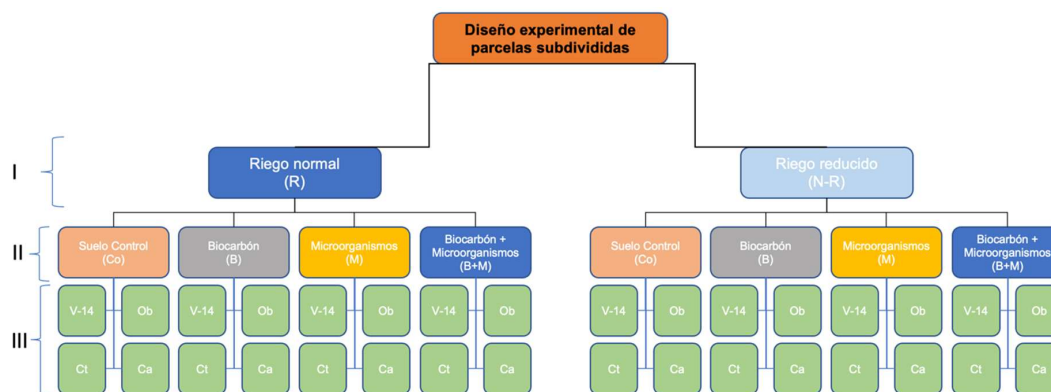 Diseño experimental de
parcelas subdivididas
I
Riego normal
(R)
Riego reducido
(N-R)
II
Suelo Control
(Co)
Biocarbón
(B)
Microorganismos
(M)
Biocarbón +
Microorganismos
(B+M)
Suelo Control
(Co)
Biocarbón
(B)
Microorganismos
(M)
Biocarbón +
Microorganismos
(B+M)
III
V-14 Ob V-14 Ob V-14 Ob V-14 Ob V-14 Ob V-14 Ob V-14 Ob V-14 Ob
Ct Ca Ct Ca Ct Ca Ct Ca Ct Ca Ct Ca Ct Ca Ct Ca